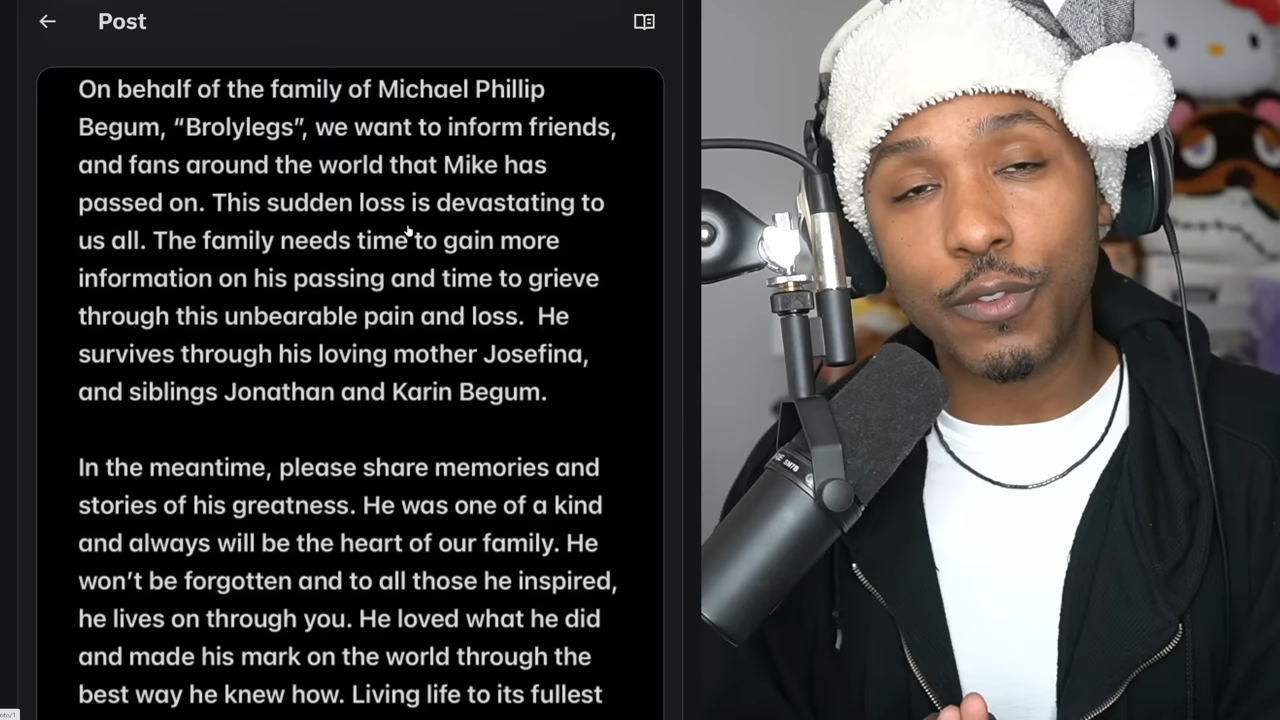 Post
On behalf of the family of Michael Phillip
Begum, “Brolylegs”, we want to inform friends,
and fans around the world that Mike has
passed on. This sudden loss is devastating to
us all. The family needs time to gain more
information on his passing and time to grieve
through this unbearable pain and loss.  He
survives through his loving mother Josefina,
and siblings Jonathan and Karin Begum.
In the meantime, please share memories and
stories of his greatness. He was one of a kind
and always will be the heart of our family. He
won’t be forgotten and to all those he inspired,
he lives on through you. He loved what he did
and made his mark on the world through the
best way he knew how. Living life to its fullest
SM7B